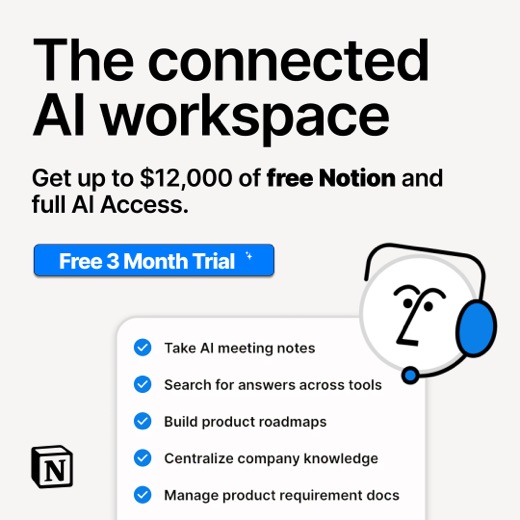 The connected
AI workspace
Get up to $12,000 of free Notion and
full AI Access.
Free 3 Month Trial
Take AI meeting notes
Search for answers across tools
Build product roadmaps
Centralize company knowledge
Manage product requirement docs
N